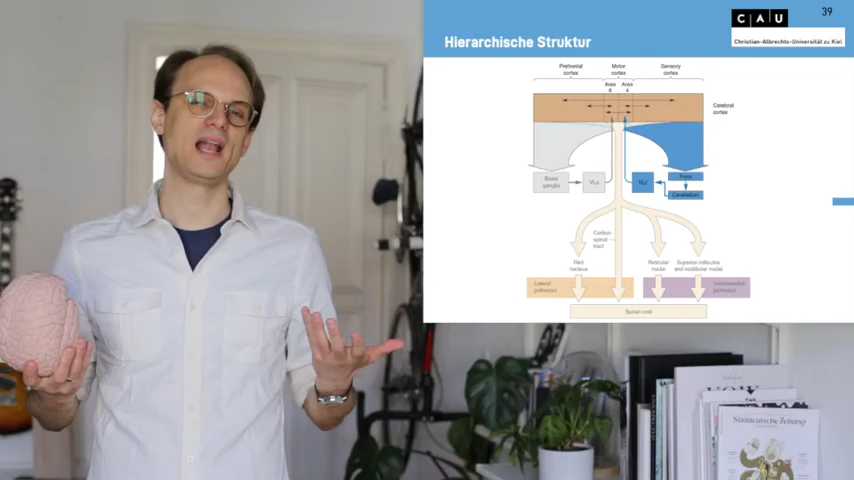 39
CAU
Christian-Albrechts-Universität zu Kiel
Hierarchische Struktur
Prefrontal
cortex
Motor
cortex
Sensory
cortex
Area
6
Area
4
Cerebral
cortex
Basal
ganglia
VLo
VLc
Pons
Cerebellum
Cortico-
spinal
tract
Red
nucleus
Reticular
nuclei
Superior colliculus
and vestibular nuclei
Lateral
pathways
Ventromedial
pathways
Spinal cord
Süddeutsche Zeitung